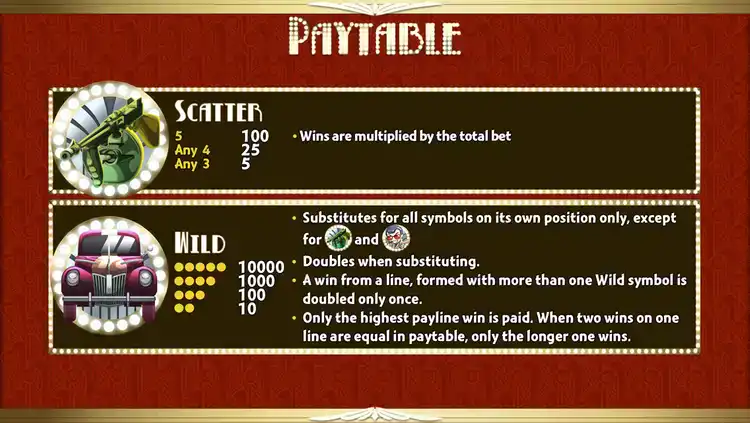 PAYTABLE
SCATTER
5 100
Any 4 25
Any 3 5
• Wins are multiplied by the total bet
WILD
10000
1000
100
10
• Substitutes for all symbols on its own position only, except
for and
• Doubles when substituting.
• A win from a line, formed with more than one Wild symbol is
doubled only once.
• Only the highest payline win is paid. When two wins on one
line are equal in paytable, only the longer one wins.